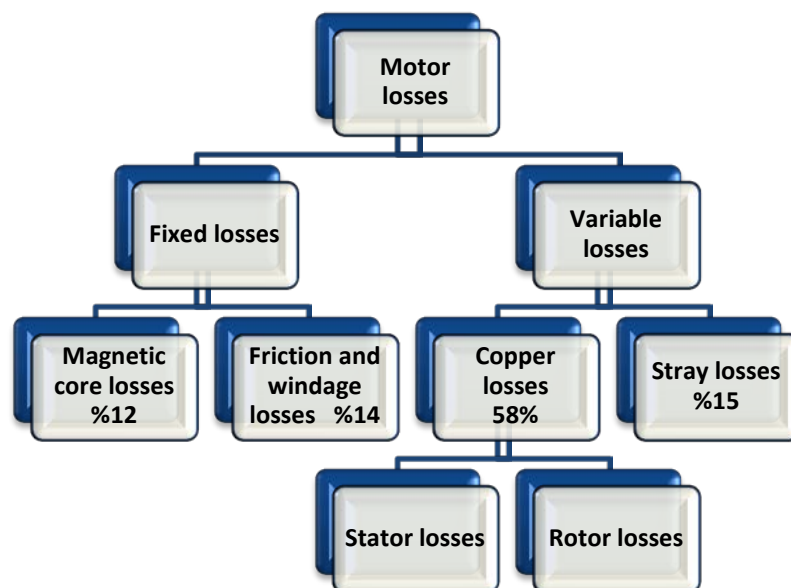 Motor
losses
Fixed losses
Variable
losses
Magnetic
core losses
%12
Friction and
windage
losses %14
Copper
losses
58%
Stray losses
%15
Stator losses
Rotor losses